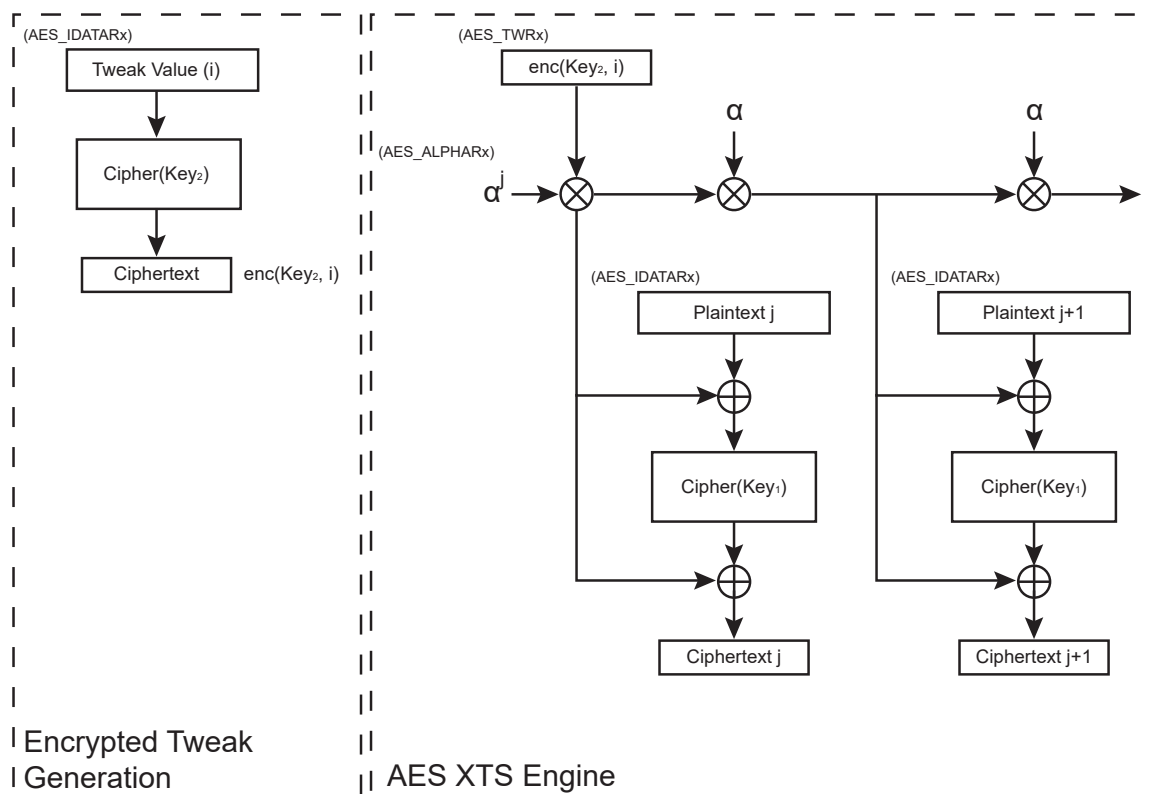 (AES_IDATARx)
Tweak Value (i)
Cipher(Key₂)
Ciphertext enc(Key₂, i)
Encrypted Tweak
Generation
(AES_TWRx)
enc(Key₂, i)
(AES_ALPHARx)
αʲ
α
α
(AES_IDATARx)
Plaintext j
Cipher(Key₁)
Ciphertext j
(AES_IDATARx)
Plaintext j+1
Cipher(Key₁)
Ciphertext j+1
AES XTS Engine